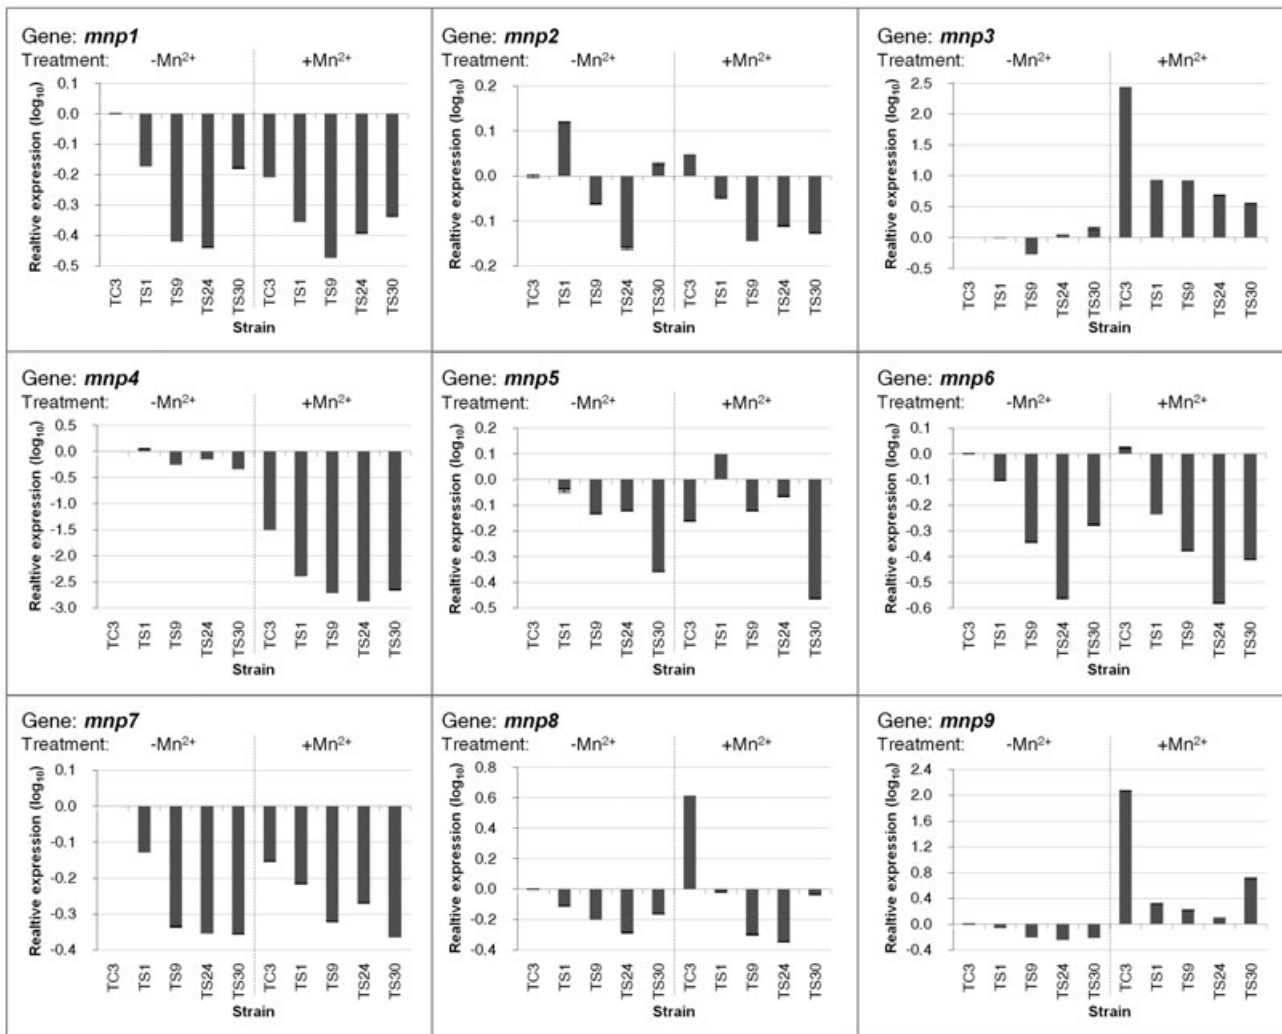 Gene: mnp1
Treatment: -Mn²⁺ +Mn²⁺
Realtive expression (log₁₀)
0.1
0.0
-0.1
-0.2
-0.3
-0.4
-0.5
TC3 TS1 TS9 TS24 TS30 TC3 TS1 TS9 TS24 TS30
Strain
Gene: mnp2
Treatment: -Mn²⁺ +Mn²⁺
Realtive expression (log₁₀)
0.2
0.1
0.0
-0.1
-0.2
TC3 TS1 TS9 TS24 TS30 TC3 TS1 TS9 TS24 TS30
Strain
Gene: mnp3
Treatment: -Mn²⁺ +Mn²⁺
Realtive expression (log₁₀)
2.5
2.0
1.5
1.0
0.5
0.0
-0.5
TC3 TS1 TS9 TS24 TS30 TC3 TS1 TS9 TS24 TS30
Strain
Gene: mnp4
Treatment: -Mn²⁺ +Mn²⁺
Realtive expression (log₁₀)
0.5
0.0
-0.5
-1.0
-1.5
-2.0
-2.5
-3.0
TC3 TS1 TS9 TS24 TS30 TC3 TS1 TS9 TS24 TS30
Strain
Gene: mnp5
Treatment: -Mn²⁺ +Mn²⁺
Realtive expression (log₁₀)
0.2
0.1
0.0
-0.1
-0.2
-0.3
-0.4
-0.5
TC3 TS1 TS9 TS24 TS30 TC3 TS1 TS9 TS24 TS30
Strain
Gene: mnp6
Treatment: -Mn²⁺ +Mn²⁺
Realtive expression (log₁₀)
0.1
0.0
-0.1
-0.2
-0.3
-0.4
-0.5
-0.6
TC3 TS1 TS9 TS24 TS30 TC3 TS1 TS9 TS24 TS30
Strain
Gene: mnp7
Treatment: -Mn²⁺ +Mn²⁺
Realtive expression (log₁₀)
0.1
0.0
-0.1
-0.2
-0.3
-0.4
TC3 TS1 TS9 TS24 TS30 TC3 TS1 TS9 TS24 TS30
Strain
Gene: mnp8
Treatment: -Mn²⁺ +Mn²⁺
Realtive expression (log₁₀)
0.8
0.6
0.4
0.2
0.0
-0.2
-0.4
TC3 TS1 TS9 TS24 TS30 TC3 TS1 TS9 TS24 TS30
Strain
Gene: mnp9
Treatment: -Mn²⁺ +Mn²⁺
Realtive expression (log₁₀)
2.4
2.0
1.6
1.2
0.8
0.4
0.0
-0.4
TC3 TS1 TS9 TS24 TS30 TC3 TS1 TS9 TS24 TS30
Strain